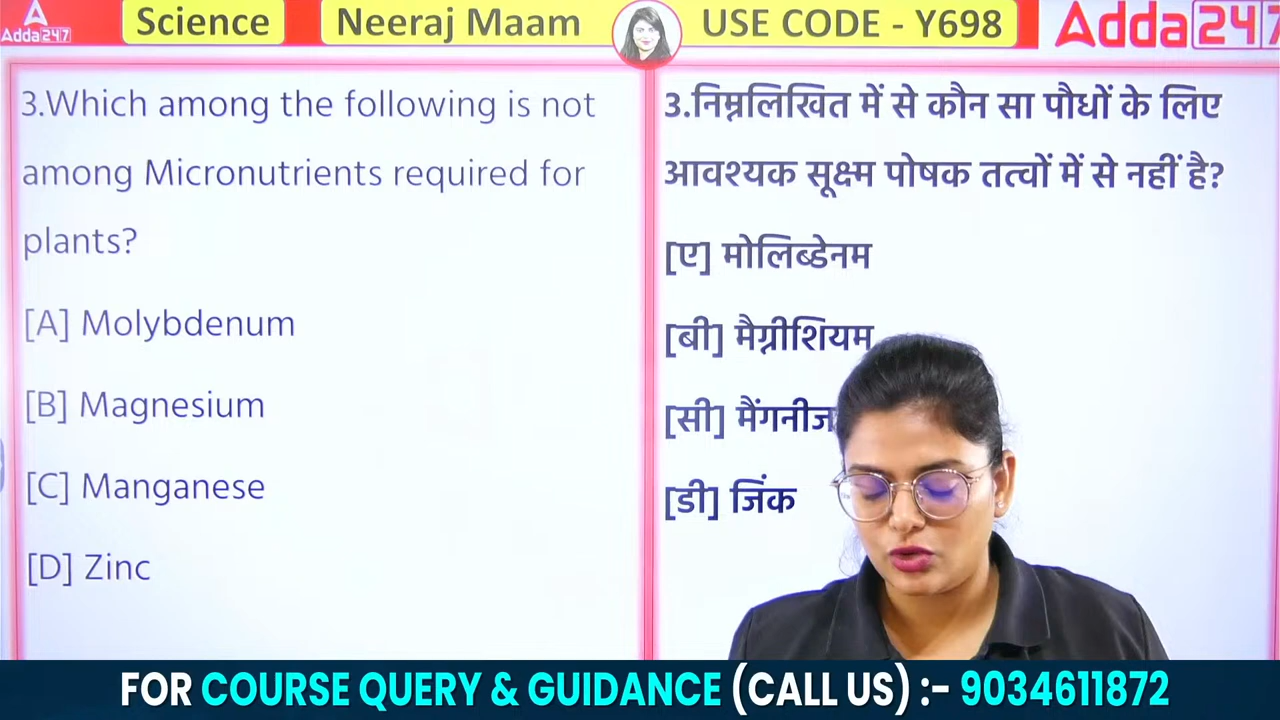 Adda247
Science
Neeraj Maam
USE CODE - Y698
Adda247
3.Which among the following is not
among Micronutrients required for
plants?
[A] Molybdenum
[B] Magnesium
[C] Manganese
[D] Zinc
3.निम्नलिखित में से कौन सा पौधों के लिए
आवश्यक सूक्ष्म पोषक तत्वों में से नहीं है?
[ए] मोलिब्डेनम
[बी] मैग्नीशियम
[सी] मैंगनीज
[डी] जिंक
FOR COURSE QUERY & GUIDANCE (CALL US) :- 9034611872